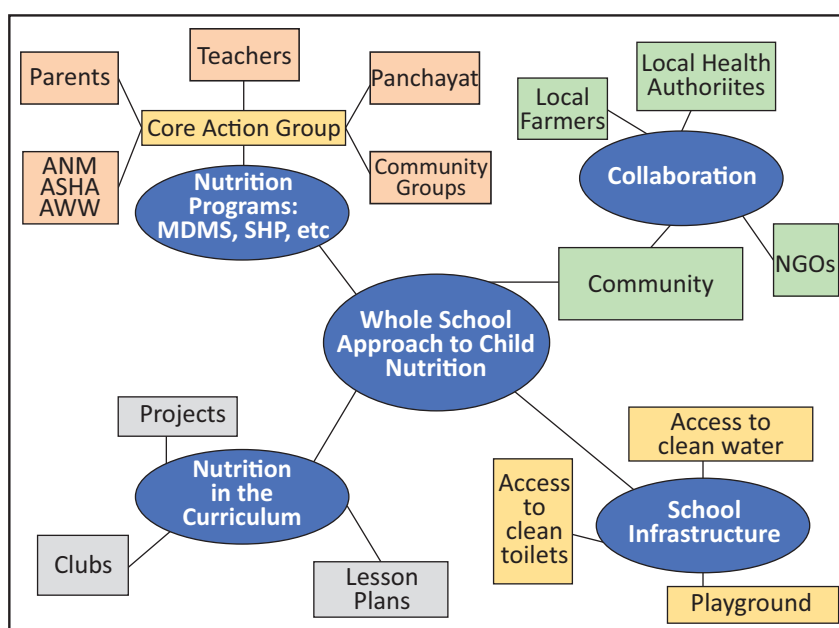 Teachers
Parents
Panchayat
Core Action Group
ANM
ASHA
AWW
Community
Groups
Nutrition
Programs:
MDMS, SHP, etc
Local Health
Authoriites
Local
Farmers
Collaboration
NGOs
Community
Whole School
Approach to Child
Nutrition
Projects
Nutrition
in the
Curriculum
Clubs
Lesson
Plans
Access to
clean water
Access
to
clean
toilets
School
Infrastructure
Playground